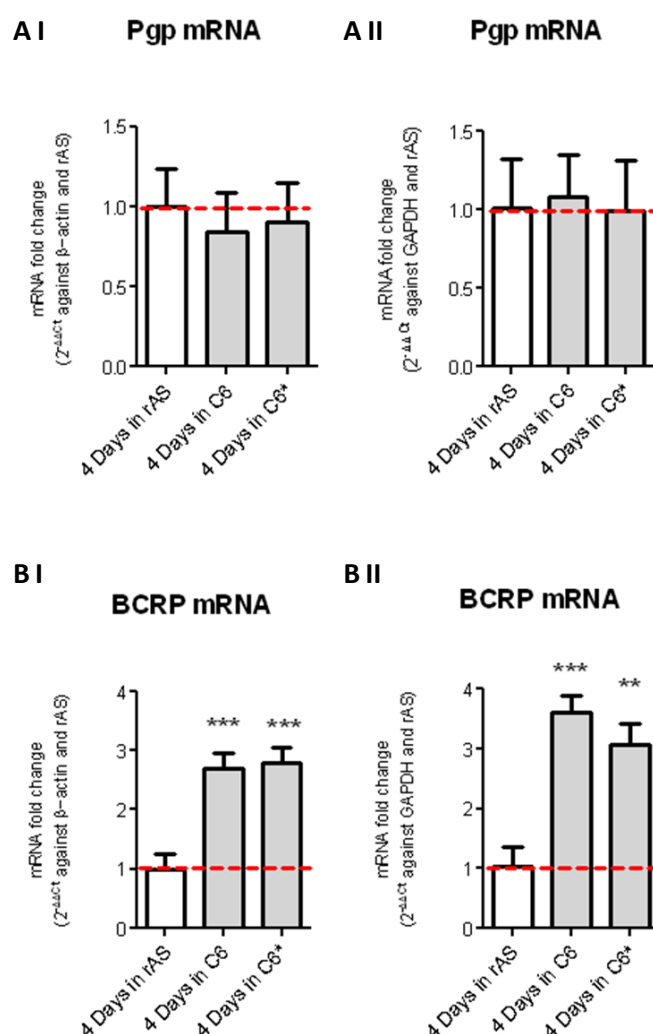 A I
Pgp mRNA
mRNA fold change
(2^-ΔΔCt against β-actin and rAS)
1.5
1.0
0.5
0.0
4 Days in rAS
4 Days in C6
4 Days in C6*
A II
Pgp mRNA
mRNA fold change
(2^-ΔΔ Ct against GAPDH and rAS)
1.5
1.0
0.5
0.0
4 Days in rAS
4 Days in C6
4 Days in C6*
B I
BCRP mRNA
mRNA fold change
(2^-ΔΔCt against β-actin and rAS)
4
3
2
1
0
***
***
4 Days in rAS
4 Days in C6
4 Days in C6*
B II
BCRP mRNA
mRNA fold change
(2^-ΔΔCt against GAPDH and rAS)
4
3
2
1
0
***
**
4 Days in rAS
4 Days in C6
4 Days in C6*